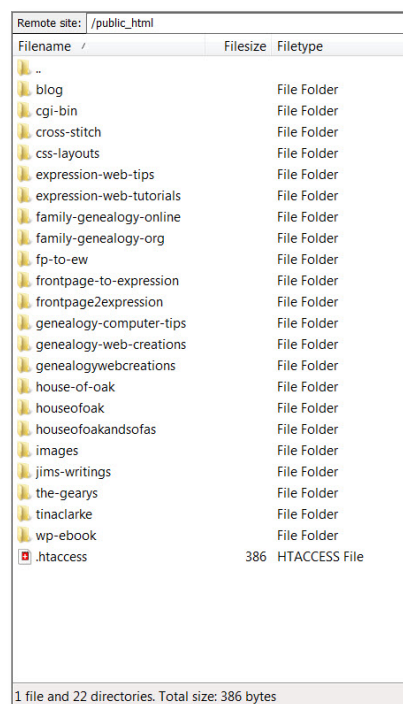 Remote site: /public_html
Filename Filesize Filetype
..
blog File Folder
cgi-bin File Folder
cross-stitch File Folder
css-layouts File Folder
expression-web-tips File Folder
expression-web-tutorials File Folder
family-genealogy-online File Folder
family-genealogy-org File Folder
fp-to-ew File Folder
frontpage-to-expression File Folder
frontpage2expression File Folder
genealogy-computer-tips File Folder
genealogy-web-creations File Folder
genealogywebcreations File Folder
house-of-oak File Folder
houseofoak File Folder
houseofoakandsofas File Folder
images File Folder
jims-writings File Folder
the-gearys File Folder
tinaclarke File Folder
wp-ebook File Folder
.htaccess 386 HTACCESS File
1 file and 22 directories. Total size: 386 bytes